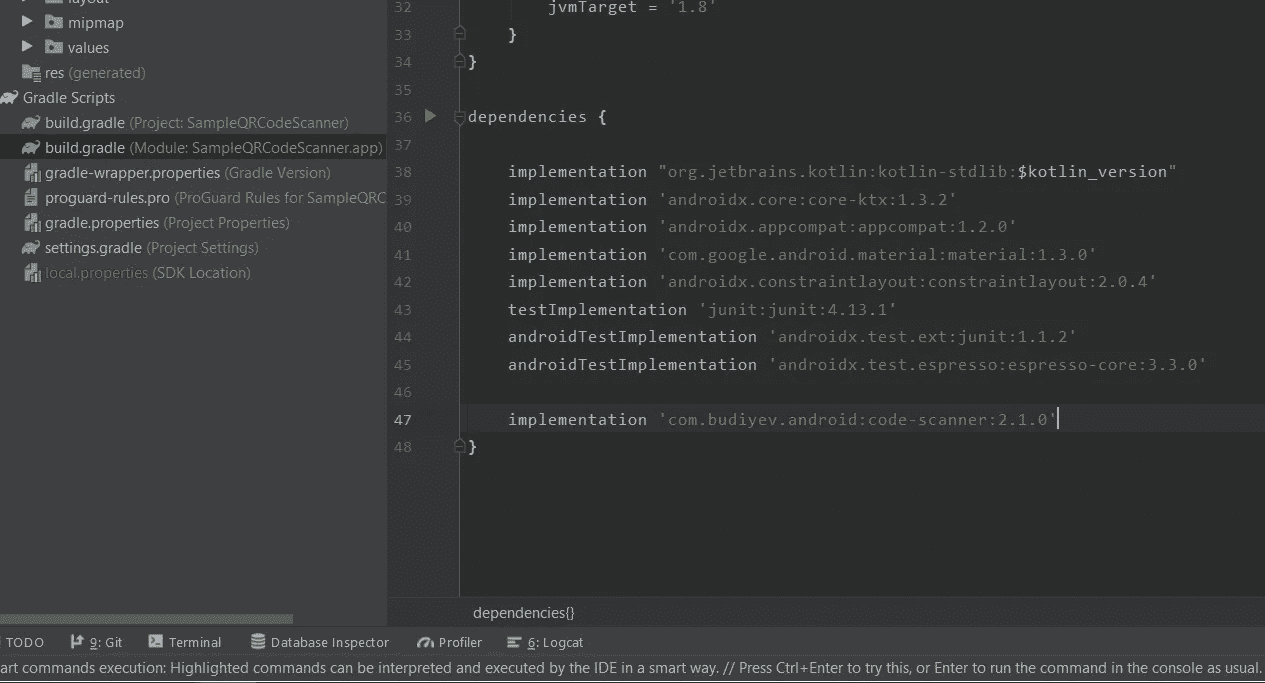 layout
mipmap
values
res (generated)
Gradle Scripts
build.gradle (Project: SampleQRCodeScanner)
build.gradle (Module: SampleQRCodeScanner.app)
gradle-wrapper.properties (Gradle Version)
proguard-rules.pro (ProGuard Rules for SampleQRC
gradle.properties (Project Properties)
settings.gradle (Project Settings)
local.properties (SDK Location)
32 jvmTarget = '1.8'
33 }
34 }
35
36 dependencies {
37
38 implementation "org.jetbrains.kotlin:kotlin-stdlib:$kotlin_version"
39 implementation 'androidx.core:core-ktx:1.3.2'
40 implementation 'androidx.appcompat:appcompat:1.2.0'
41 implementation 'com.google.android.material:material:1.3.0'
42 implementation 'androidx.constraintlayout:constraintlayout:2.0.4'
43 testImplementation 'junit:junit:4.13.1'
44 androidTestImplementation 'androidx.test.ext:junit:1.1.2'
45 androidTestImplementation 'androidx.test.espresso:espresso-core:3.3.0'
46
47 implementation 'com.budiyev.android:code-scanner:2.1.0'
48 }
dependencies{}
TODO 9: Git Terminal Database Inspector Profiler 6: Logcat
art commands execution: Highlighted commands can be interpreted and executed by the IDE in a smart way. // Press Ctrl+Enter to try this, or Enter to run the command in the console as usual.